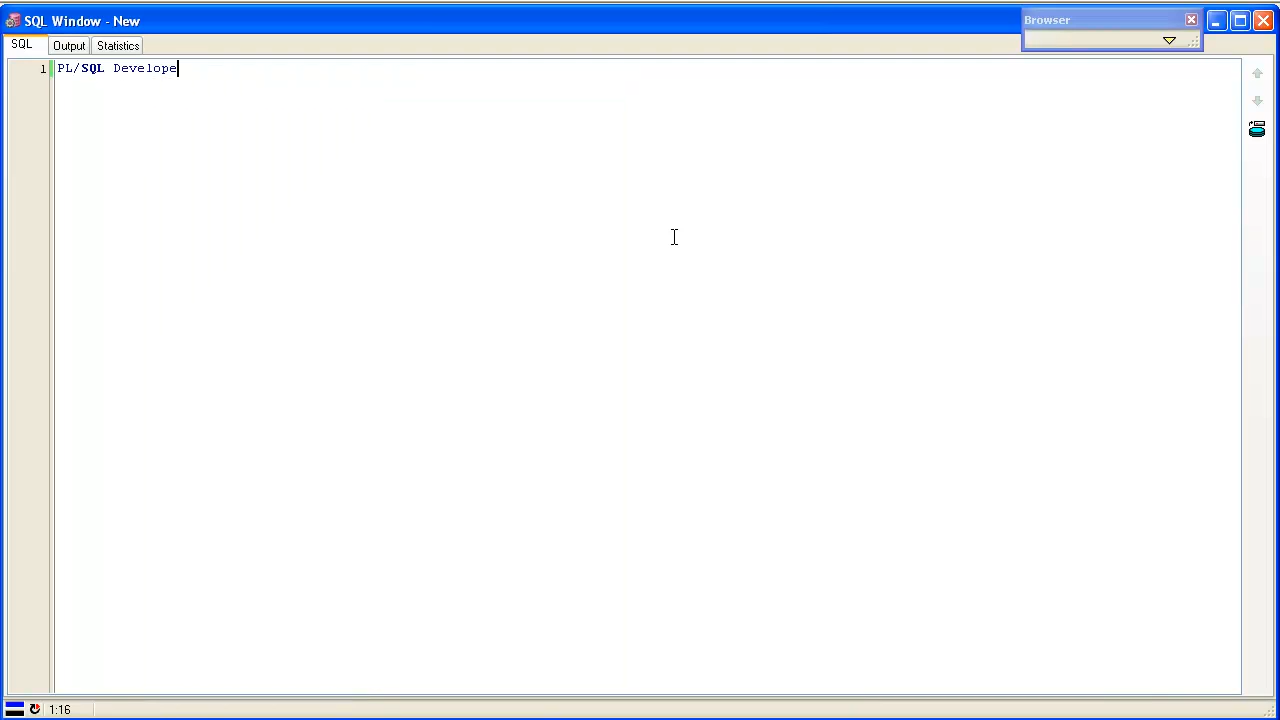 SQL Window - New
Browser
SQL Output Statistics
1 PL/SQL Develope
1:16